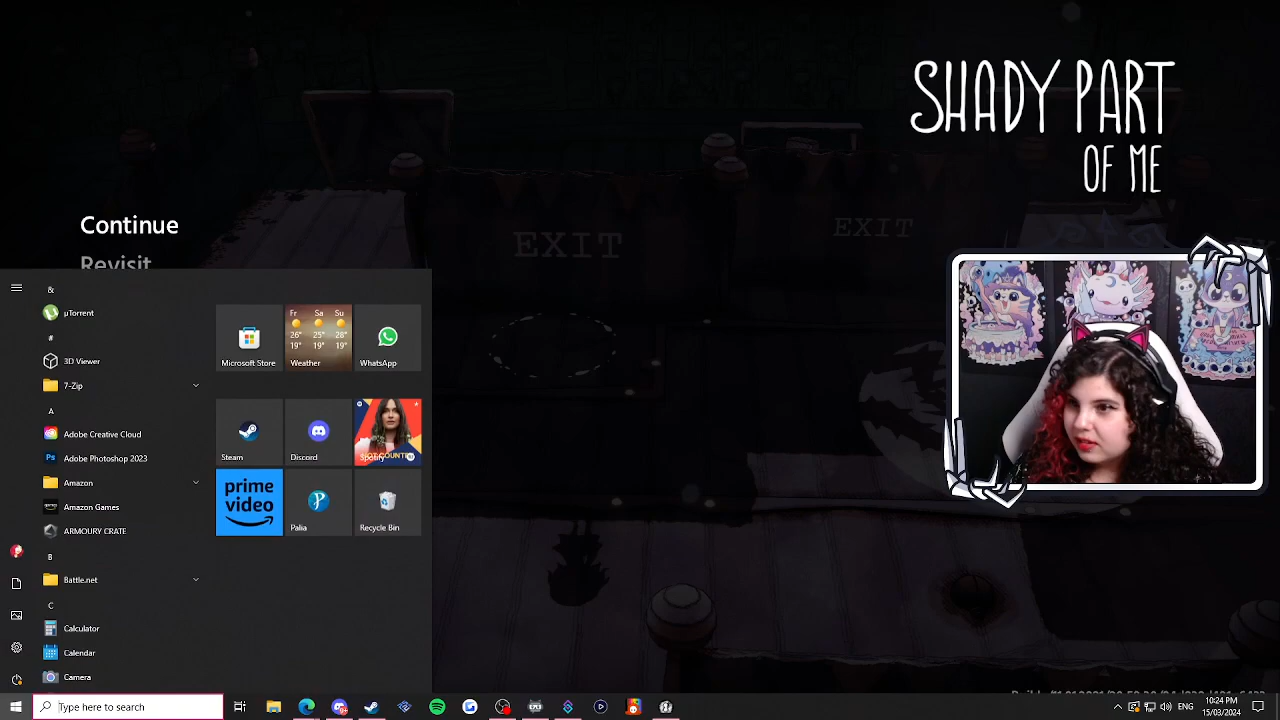 SHADY PART
OF ME
Continue
EXIT
EXIT
Revisit
&
µTorrent
#
3D Viewer
7-Zip
A
Adobe Creative Cloud
Adobe Photoshop 2023
Amazon
Amazon Games
ARMOURY CRATE
B
Battle.net
C
Calculator
Calendar
Camera
Microsoft Store
Fr Sa Su
26° 25° 26°
19° 19° 19°
Weather
WhatsApp
Steam
Discord
Spotify
prime
video
Palia
Recycle Bin
Type here to search
ENG
10:24 PM
15/03/2024